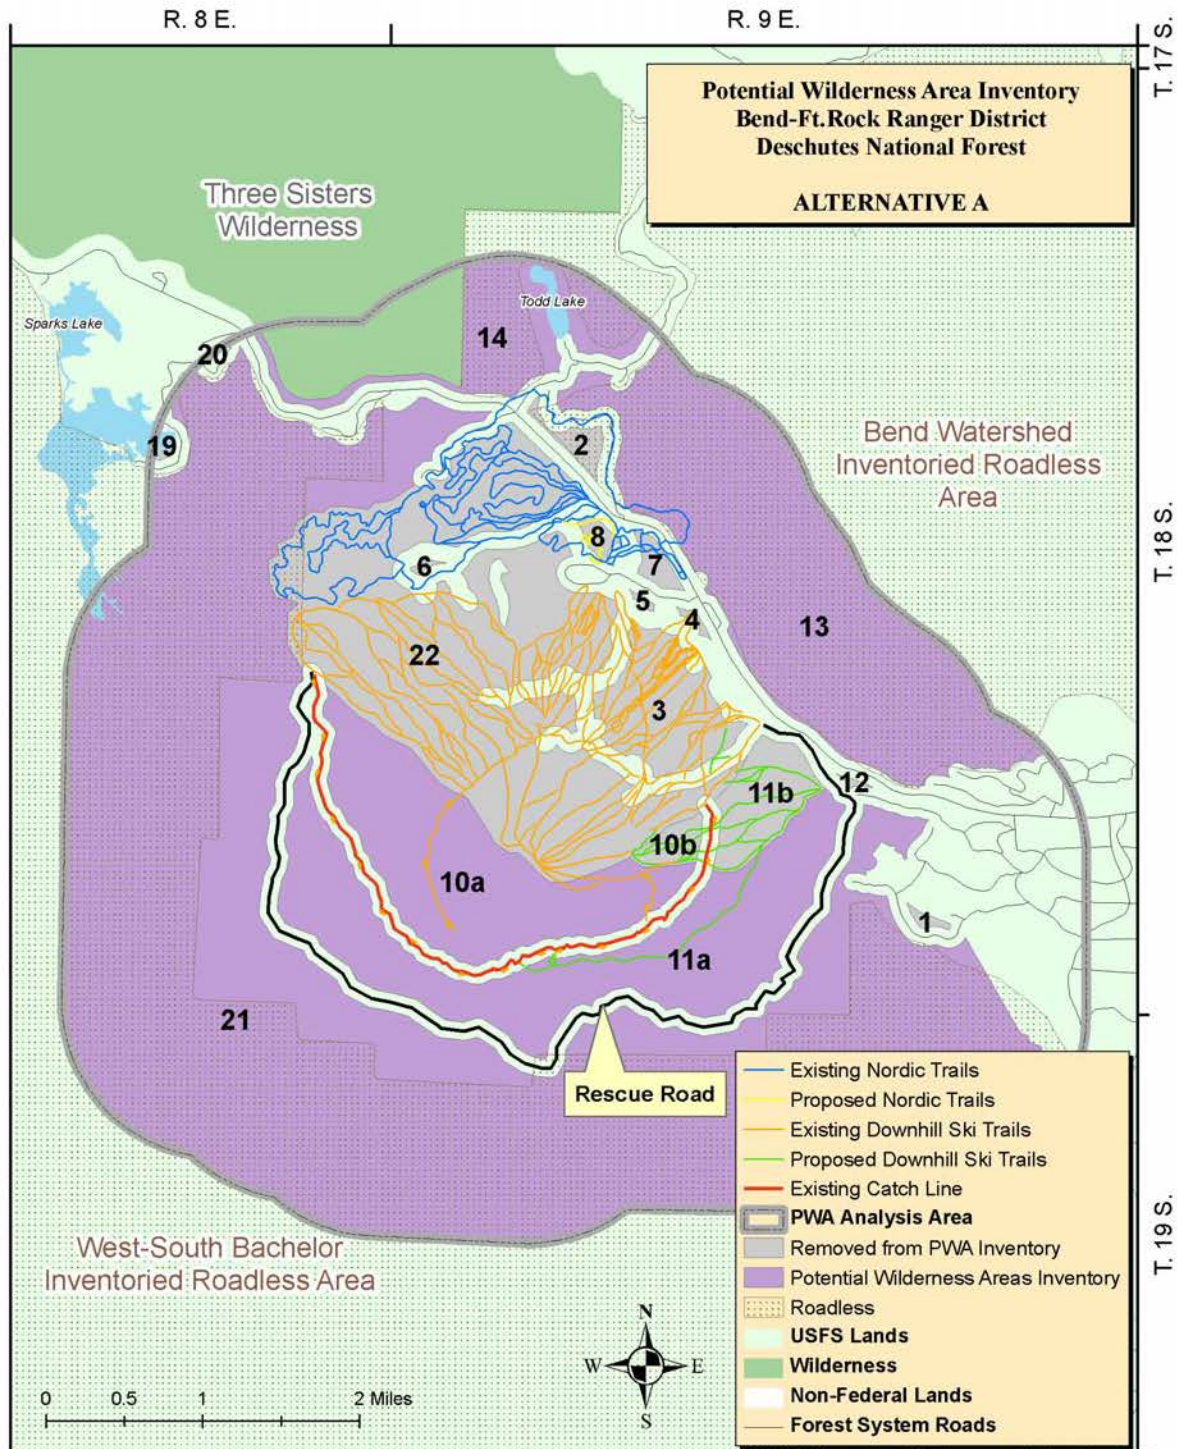 R. 8 E.
R. 9 E.
T. 17 S.
Potential Wilderness Area Inventory
Bend-Ft.Rock Ranger District
Deschutes National Forest
ALTERNATIVE A
Three Sisters
Wilderness
Sparks Lake
Todd Lake
14
20
19
2
Bend Watershed
Inventoried Roadless
Area
T. 18 S.
8
6
7
5
4
13
22
3
12
11b
10b
10a
1
11a
21
Rescue Road
West-South Bachelor
Inventoried Roadless Area
T. 19 S.
Existing Nordic Trails
Proposed Nordic Trails
Existing Downhill Ski Trails
Proposed Downhill Ski Trails
Existing Catch Line
PWA Analysis Area
Removed from PWA Inventory
Potential Wilderness Areas Inventory
Roadless
USFS Lands
Wilderness
Non-Federal Lands
Forest System Roads
N
W E
S
0 0.5 1 2 Miles